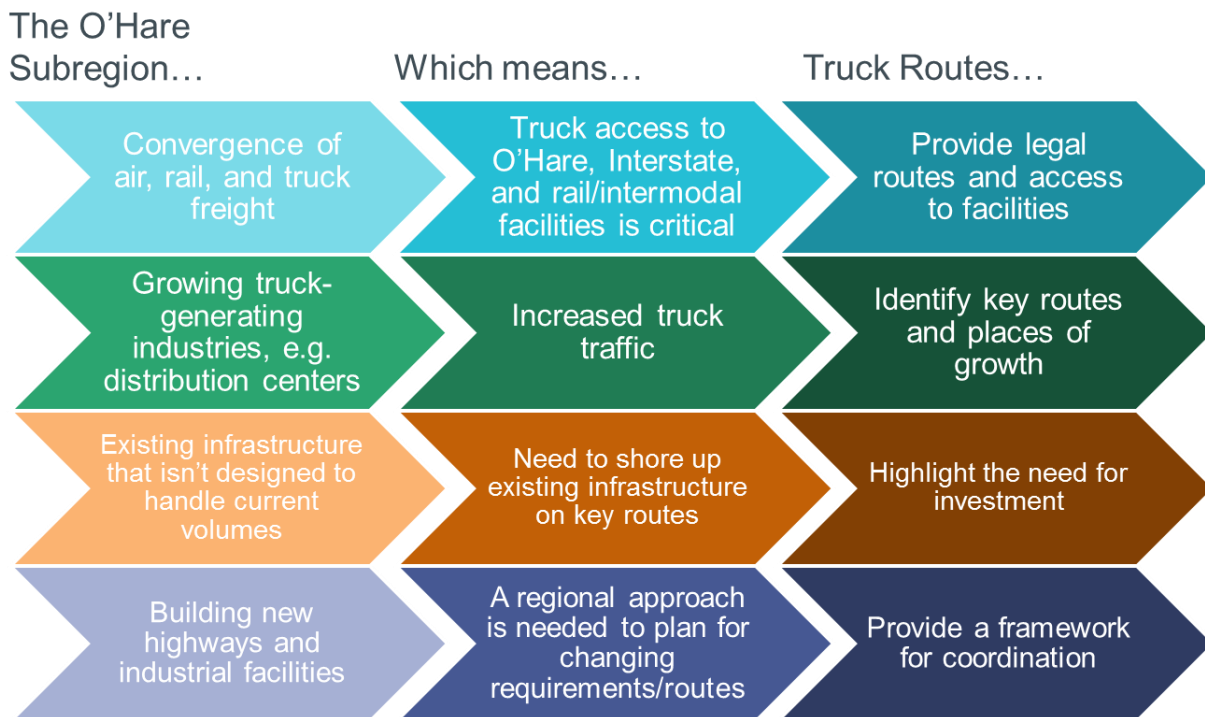 The O’Hare
Subregion…
Which means…
Truck Routes…
Convergence of
air, rail, and truck
freight
Truck access to
O’Hare, Interstate,
and rail/intermodal
facilities is critical
Provide legal
routes and access
to facilities
Growing truck-
generating
industries, e.g.
distribution centers
Increased truck
traffic
Identify key routes
and places of
growth
Existing infrastructure
that isn’t designed to
handle current
volumes
Need to shore up
existing infrastructure
on key routes
Highlight the need for
investment
Building new
highways and
industrial facilities
A regional approach
is needed to plan for
changing
requirements/routes
Provide a framework
for coordination